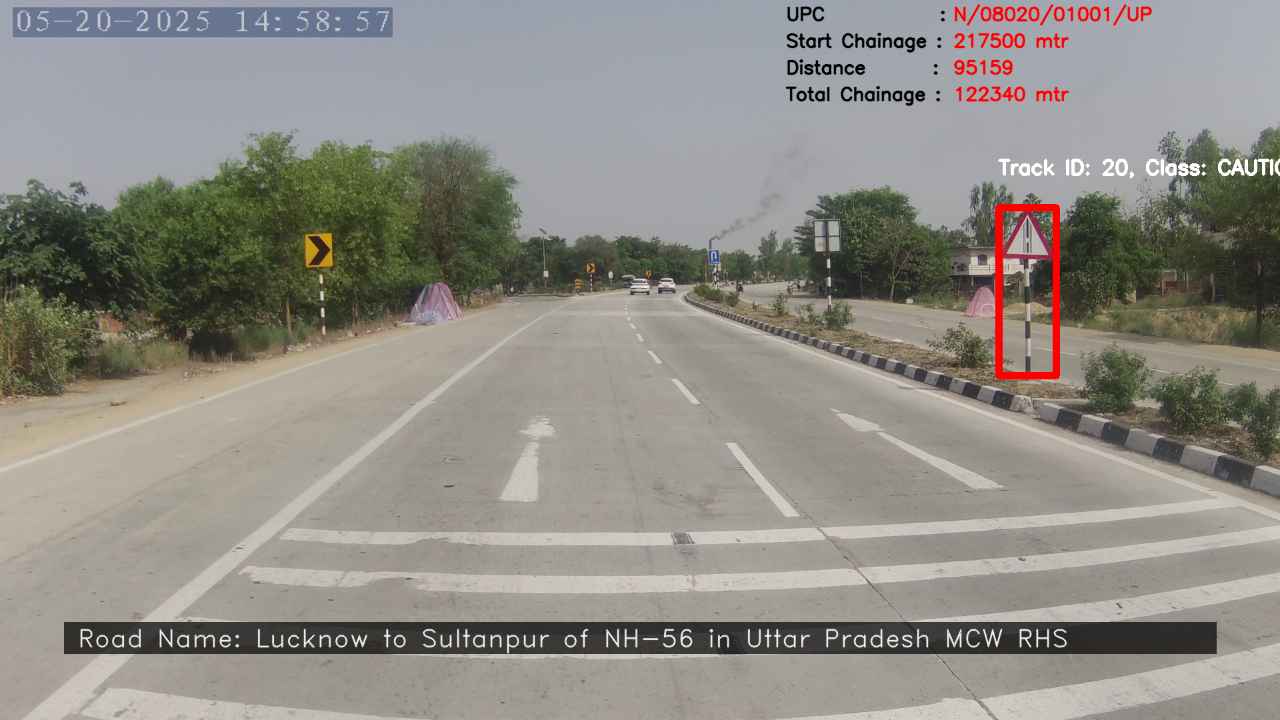 05-20-2025 14:58:57
UPC : N/08020/01001/UP
Start Chainage : 217500 mtr
Distance : 95159
Total Chainage : 122340 mtr
Track ID: 20, Class: CAUTIO
Road Name: Lucknow to Sultanpur of NH-56 in Uttar Pradesh MCW RHS